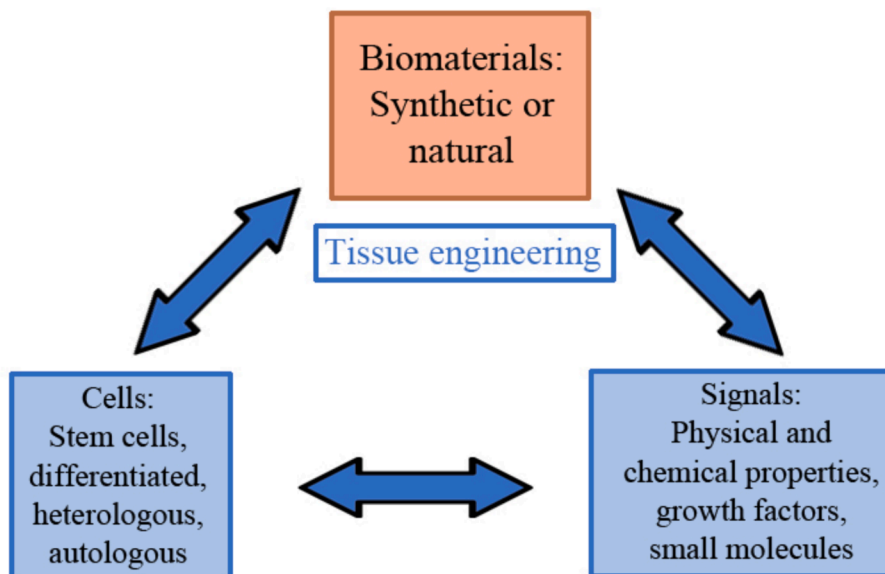 Biomaterials:
Synthetic or
natural
Tissue engineering
Cells:
Stem cells,
differentiated,
heterologous,
autologous
Signals:
Physical and
chemical properties,
growth factors,
small molecules